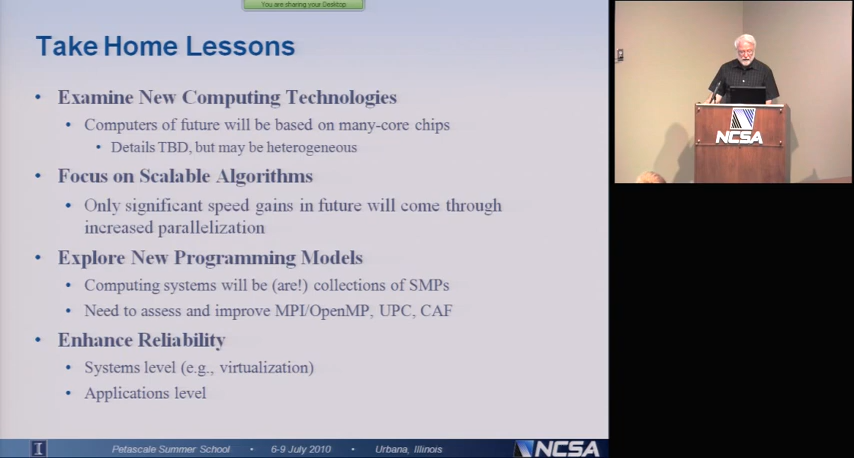 You are sharing your Desktop
Take Home Lessons
• Examine New Computing Technologies
• Computers of future will be based on many-core chips
• Details TBD, but may be heterogeneous
• Focus on Scalable Algorithms
• Only significant speed gains in future will come through
increased parallelization
• Explore New Programming Models
• Computing systems will be (are!) collections of SMPs
• Need to assess and improve MPI/OpenMP, UPC, CAF
• Enhance Reliability
• Systems level (e.g., virtualization)
• Applications level
I Petascale Summer School • 6-9 July 2010 • Urbana, Illinois NCSA
NCSA